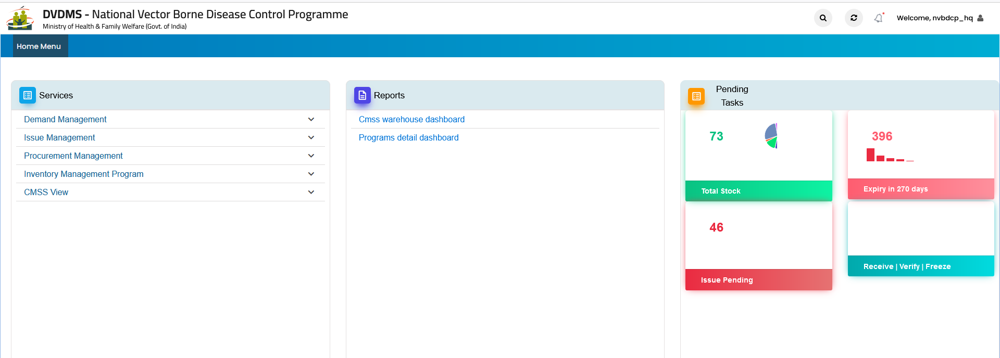 DVDMS - National Vector Borne Disease Control Programme
Ministry of Health & Family Welfare (Govt. of India)
Welcome, nvbdcp_hq
Home Menu
Services
Demand Management
Issue Management
Procurement Management
Inventory Management Program
CMSS View
Reports
Cmss warehouse dashboard
Programs detail dashboard
Pending
Tasks
73
Total Stock
396
Expiry in 270 days
46
Issue Pending
Receive | Verify | Freeze